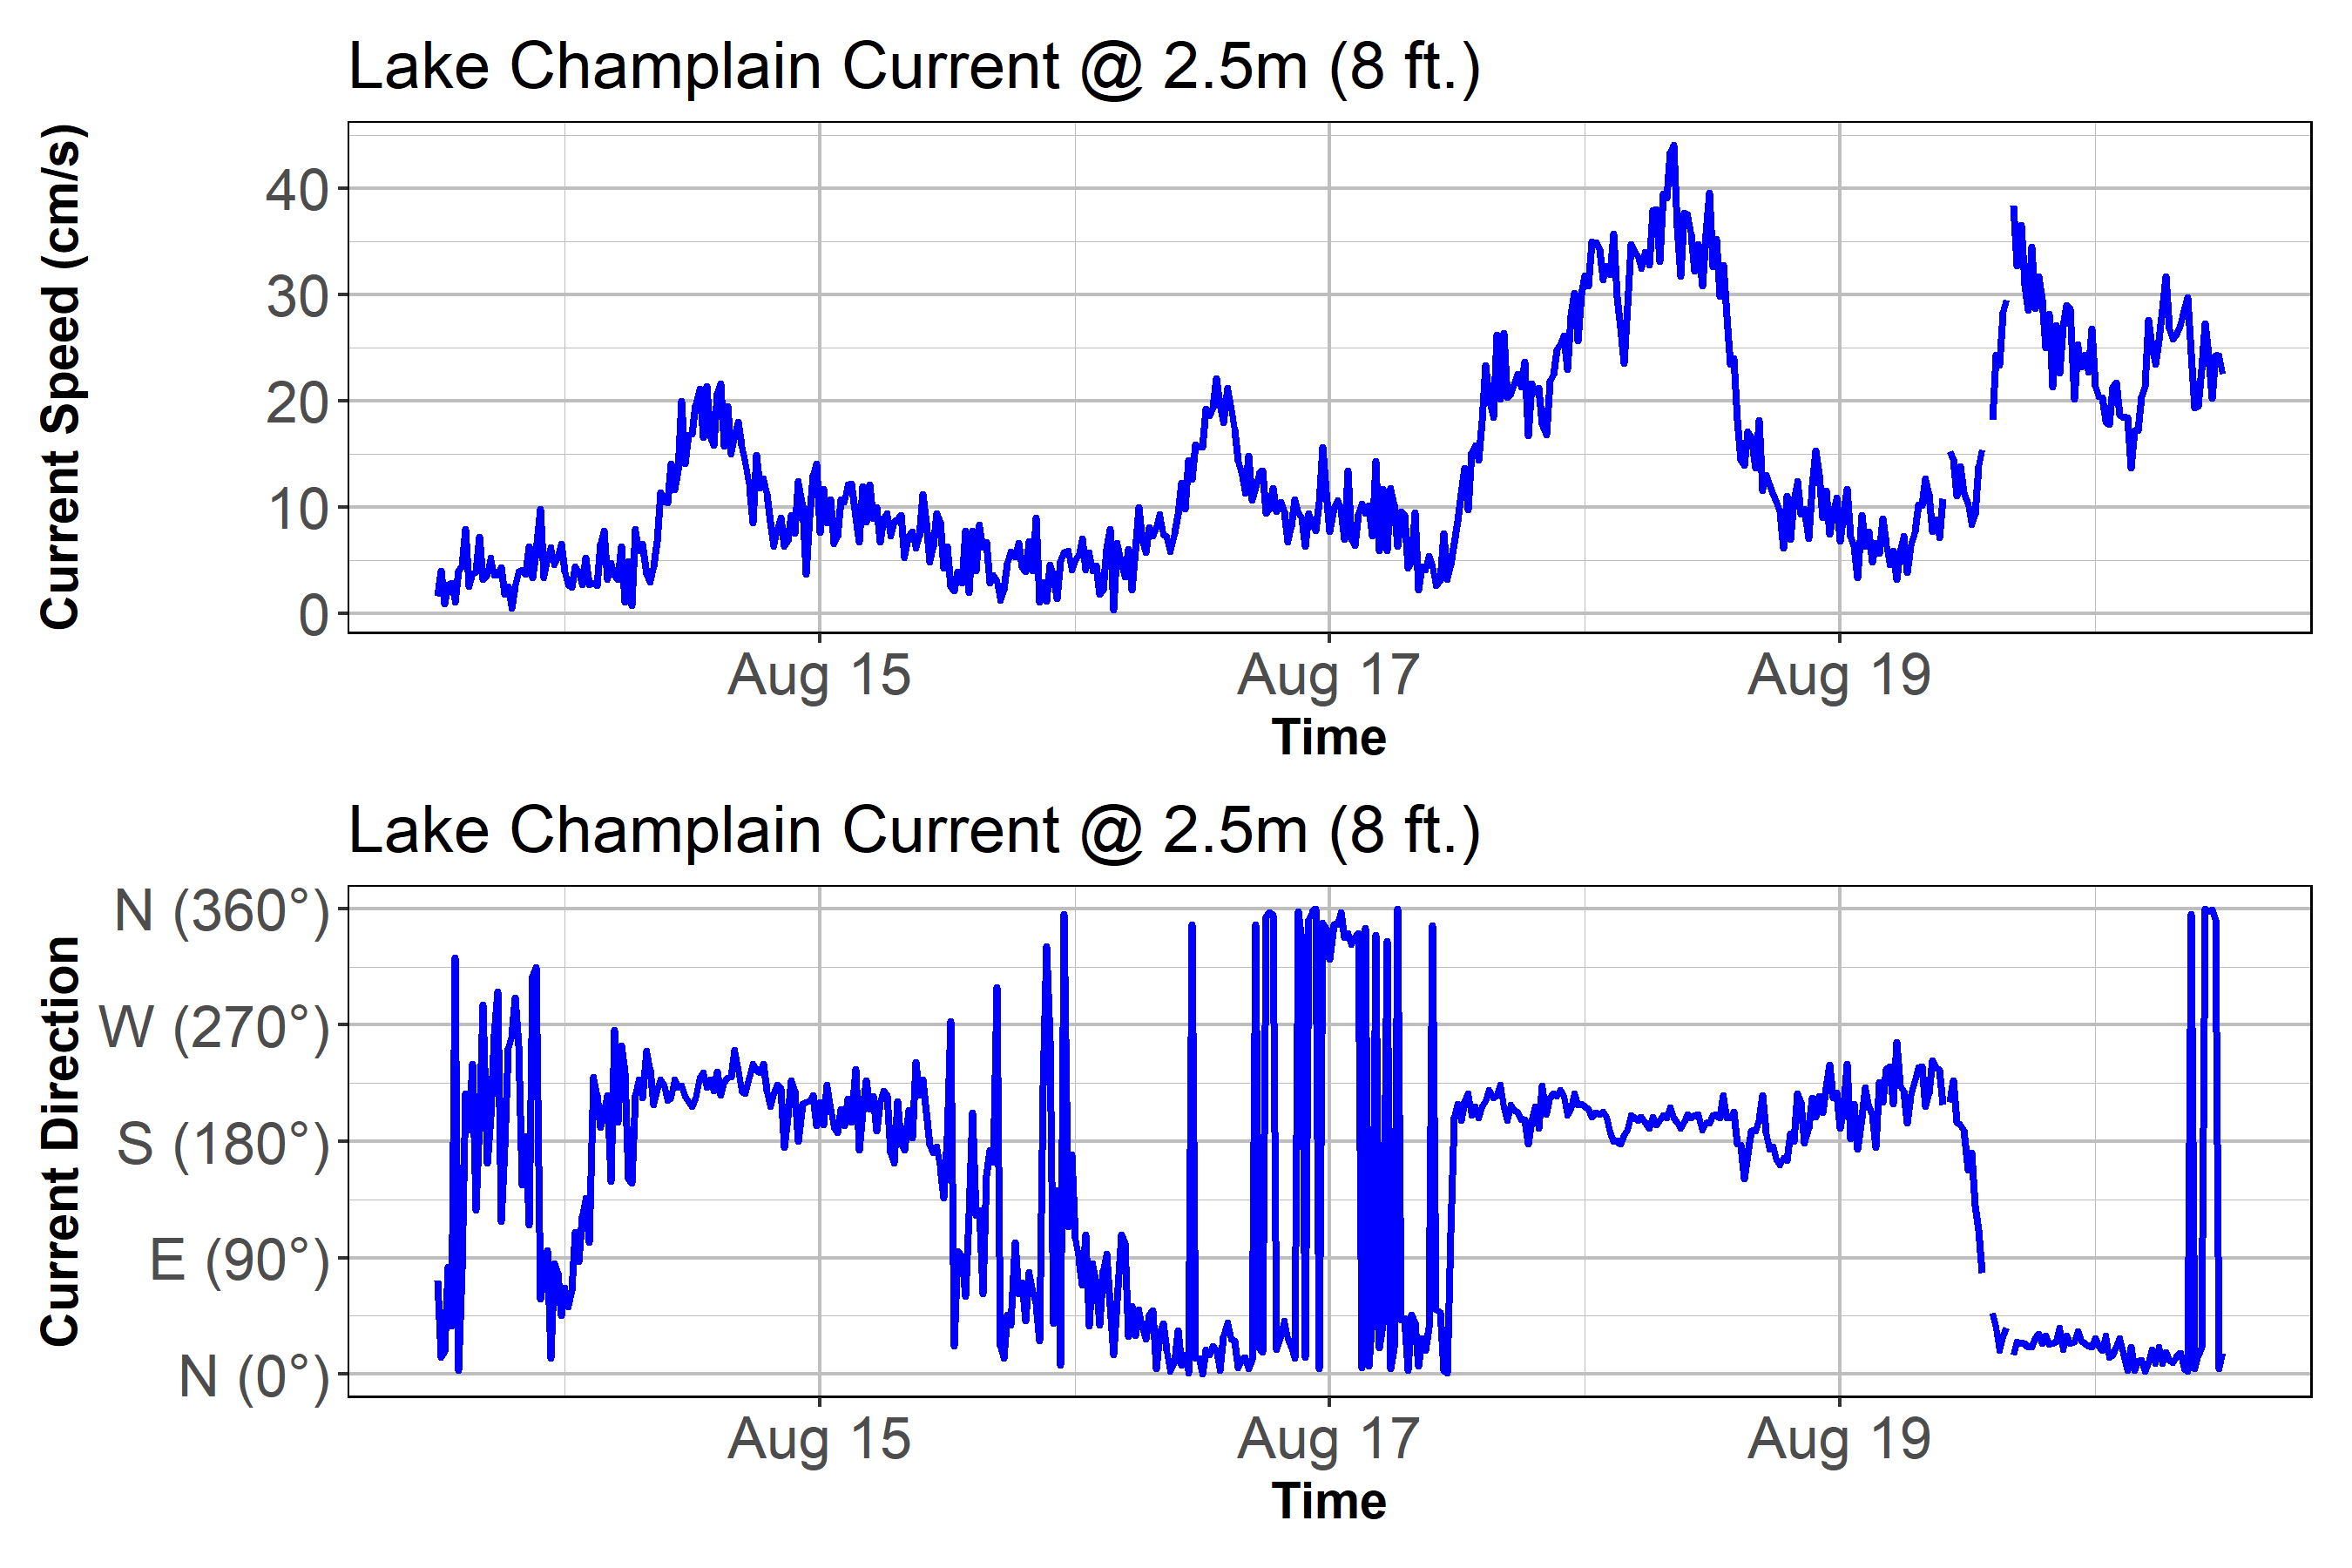 Lake Champlain Current @ 2.5m (8 ft.)
Current Speed (cm/s)
40
30
20
10
0
Aug 15 Aug 17 Aug 19
Time
Lake Champlain Current @ 2.5m (8 ft.)
Current Direction
N (360°)
W (270°)
S (180°)
E (90°)
N (0°)
Aug 15 Aug 17 Aug 19
Time